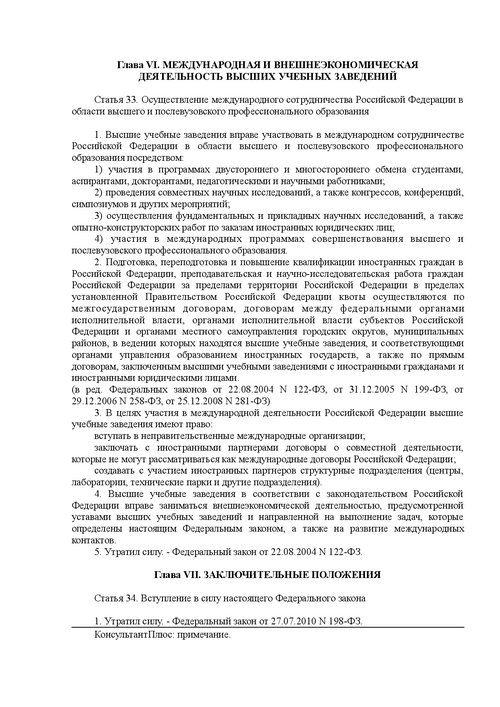 Глава VI. МЕЖДУНАРОДНАЯ И ВНЕШНЕЭКОНОМИЧЕСКАЯ
ДЕЯТЕЛЬНОСТЬ ВЫСШИХ УЧЕБНЫХ ЗАВЕДЕНИЙ
Статья 33. Осуществление международного сотрудничества Российской Федерации в
области высшего и послевузовского профессионального образования
1. Высшие учебные заведения вправе участвовать в международном сотрудничестве
Российской Федерации в области высшего и послевузовского профессионального
образования посредством:
1) участия в программах двустороннего и многостороннего обмена студентами,
аспирантами, докторантами, педагогическими и научными работниками;
2) проведения совместных научных исследований, а также конгрессов, конференций,
симпозиумов и других мероприятий;
3) осуществления фундаментальных и прикладных научных исследований, а также
опытно-конструкторских работ по заказам иностранных юридических лиц;
4) участия в международных программах совершенствования высшего и
послевузовского профессионального образования.
2. Подготовка, переподготовка и повышение квалификации иностранных граждан в
Российской Федерации, преподавательская и научно-исследовательская работа граждан
Российской Федерации за пределами территории Российской Федерации в пределах
установленной Правительством Российской Федерации квоты осуществляются по
межгосударственным договорам, договорам между федеральными органами
исполнительной власти, органами исполнительной власти субъектов Российской
Федерации и органами местного самоуправления городских округов, муниципальных
районов, в ведении которых находятся высшие учебные заведения, и соответствующими
органами управления образованием иностранных государств, а также по прямым
договорам, заключенным высшими учебными заведениями с иностранными гражданами и
иностранными юридическими лицами.
(в ред. Федеральных законов от 22.08.2004 N 122-ФЗ, от 31.12.2005 N 199-ФЗ, от
29.12.2006 N 258-ФЗ, от 25.12.2008 N 281-ФЗ)
3. В целях участия в международной деятельности Российской Федерации высшие
учебные заведения имеют право:
вступать в неправительственные международные организации;
заключать с иностранными партнерами договоры о совместной деятельности,
которые не могут рассматриваться как международные договоры Российской Федерации;
создавать с участием иностранных партнеров структурные подразделения (центры,
лаборатории, технические парки и другие подразделения).
4. Высшие учебные заведения в соответствии с законодательством Российской
Федерации вправе заниматься внешнеэкономической деятельностью, предусмотренной
уставами высших учебных заведений и направленной на выполнение задач, которые
определены настоящим Федеральным законом, а также на развитие международных
контактов.
5. Утратил силу. - Федеральный закон от 22.08.2004 N 122-ФЗ.
Глава VII. ЗАКЛЮЧИТЕЛЬНЫЕ ПОЛОЖЕНИЯ
Статья 34. Вступление в силу настоящего Федерального закона
1. Утратил силу. - Федеральный закон от 27.07.2010 N 198-ФЗ.
КонсультантПлюс: примечание.